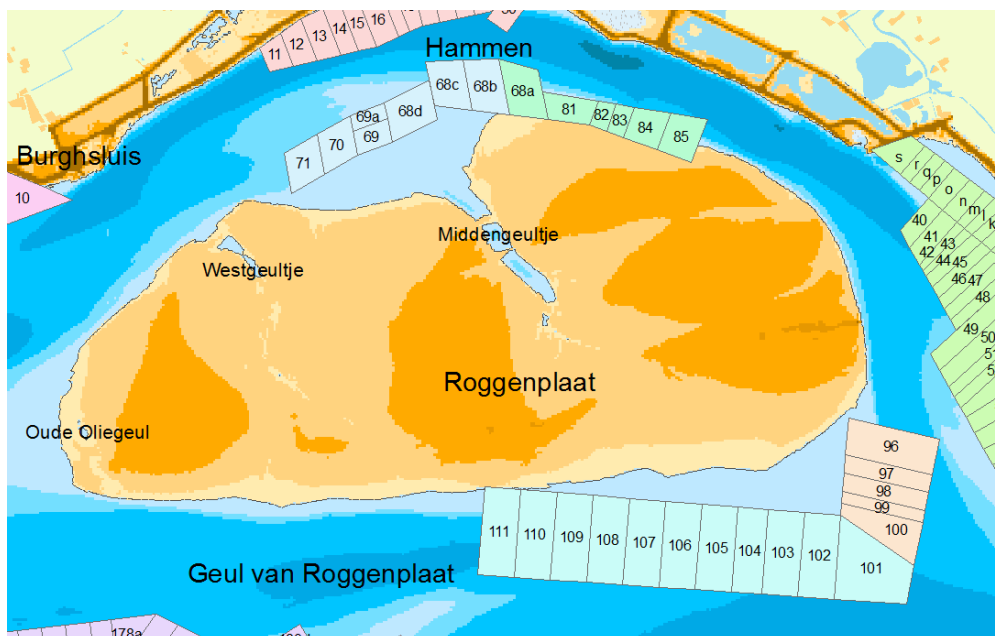 11 12 13 14 15 16
Hammen
68c 68b 68a
69a 68d 81 82 83 84 85
71 70 69
Burghsluis
10
s r q p o n m l k
40
41 43
42 44 45
46 47
48
49
50
Middengeultje
Westgeultje
Roggenplaat
Oude Oliegeul
96
97
98
99
100
111 110 109 108 107 106 105 104 103 102 101
Geul van Roggenplaat
178a